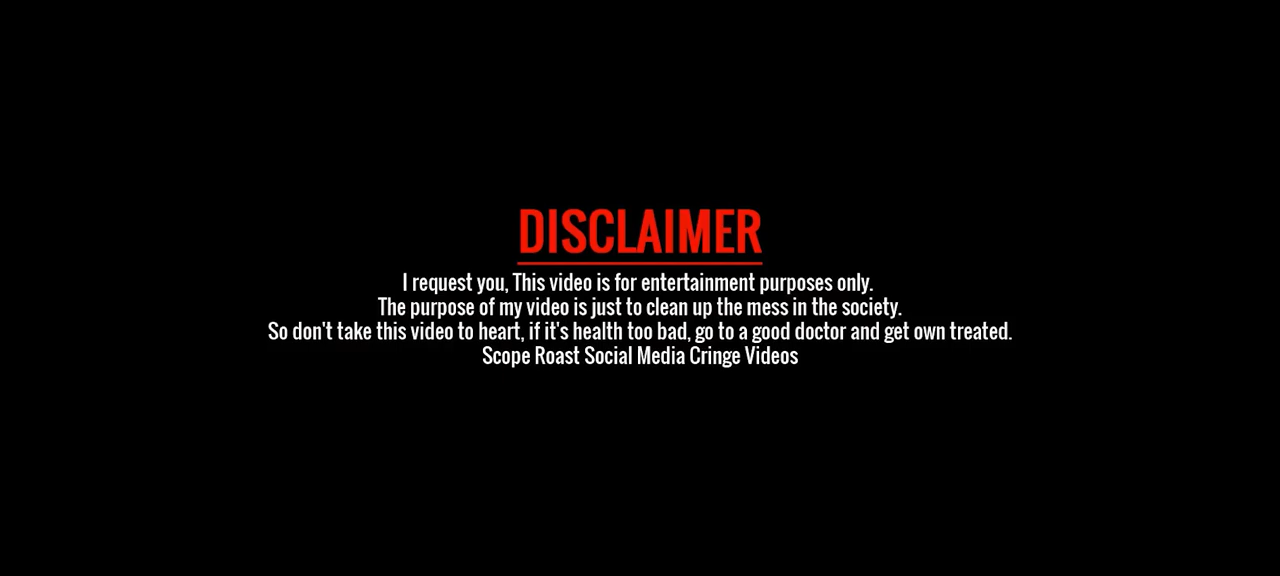 DISCLAIMER
I request you, This video is for entertainment purposes only.
The purpose of my video is just to clean up the mess in the society.
So don't take this video to heart, if it's health too bad, go to a good doctor and get own treated.
Scope Roast Social Media Cringe Videos